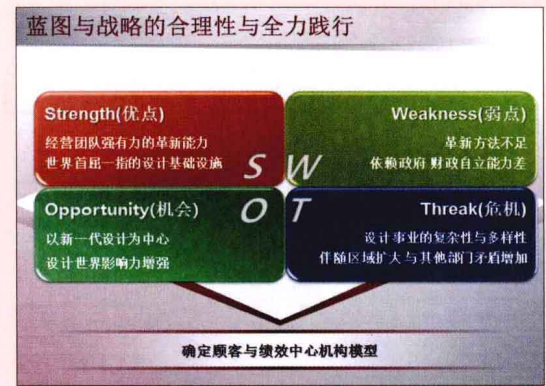 蓝图与战略的合理性与全力践行
Strength(优点)
经营团队强有力的革新能力
世界首屈一指的设计基础设施
S
W
Weakness(弱点)
革新方法不足
依赖政府 财政自立能力差
Opportunity(机会)
以新一代设计为中心
设计世界影响力增强
O
T
Threak(危机)
设计事业的复杂性与多样性
伴随区域扩大与其他部门矛盾增加
确定顾客与绩效中心机构模型